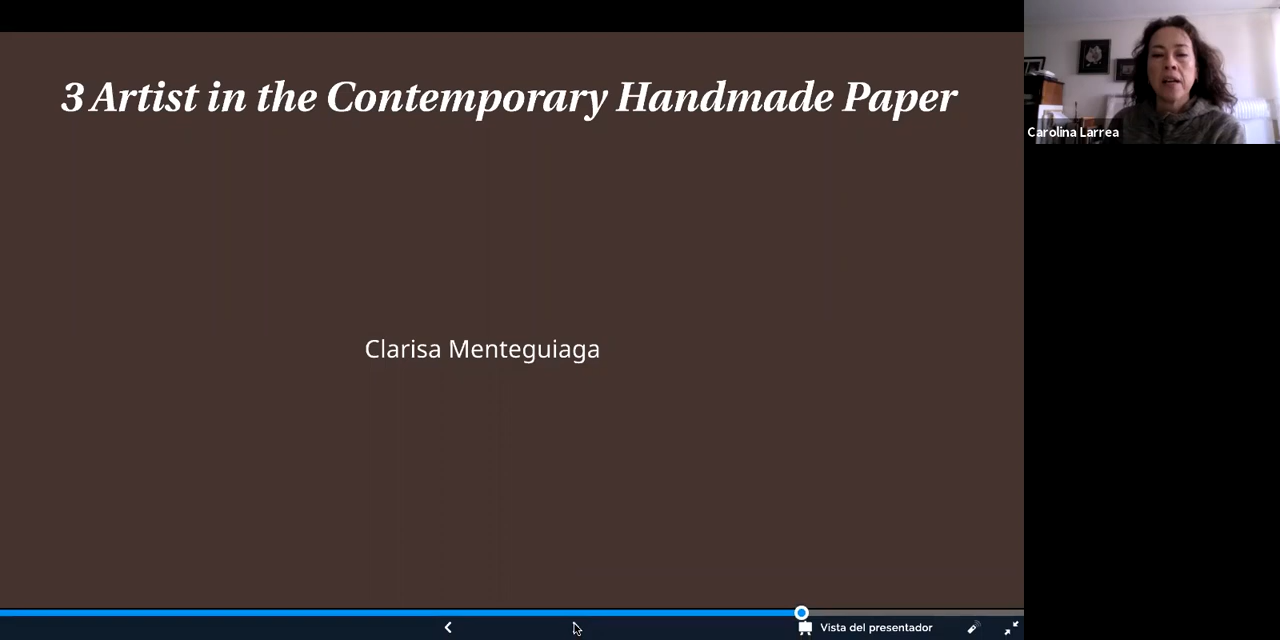 3 Artist in the Contemporary Handmade Paper
Carolina Larrea
Clarisa Menteguiaga
Vista del presentador